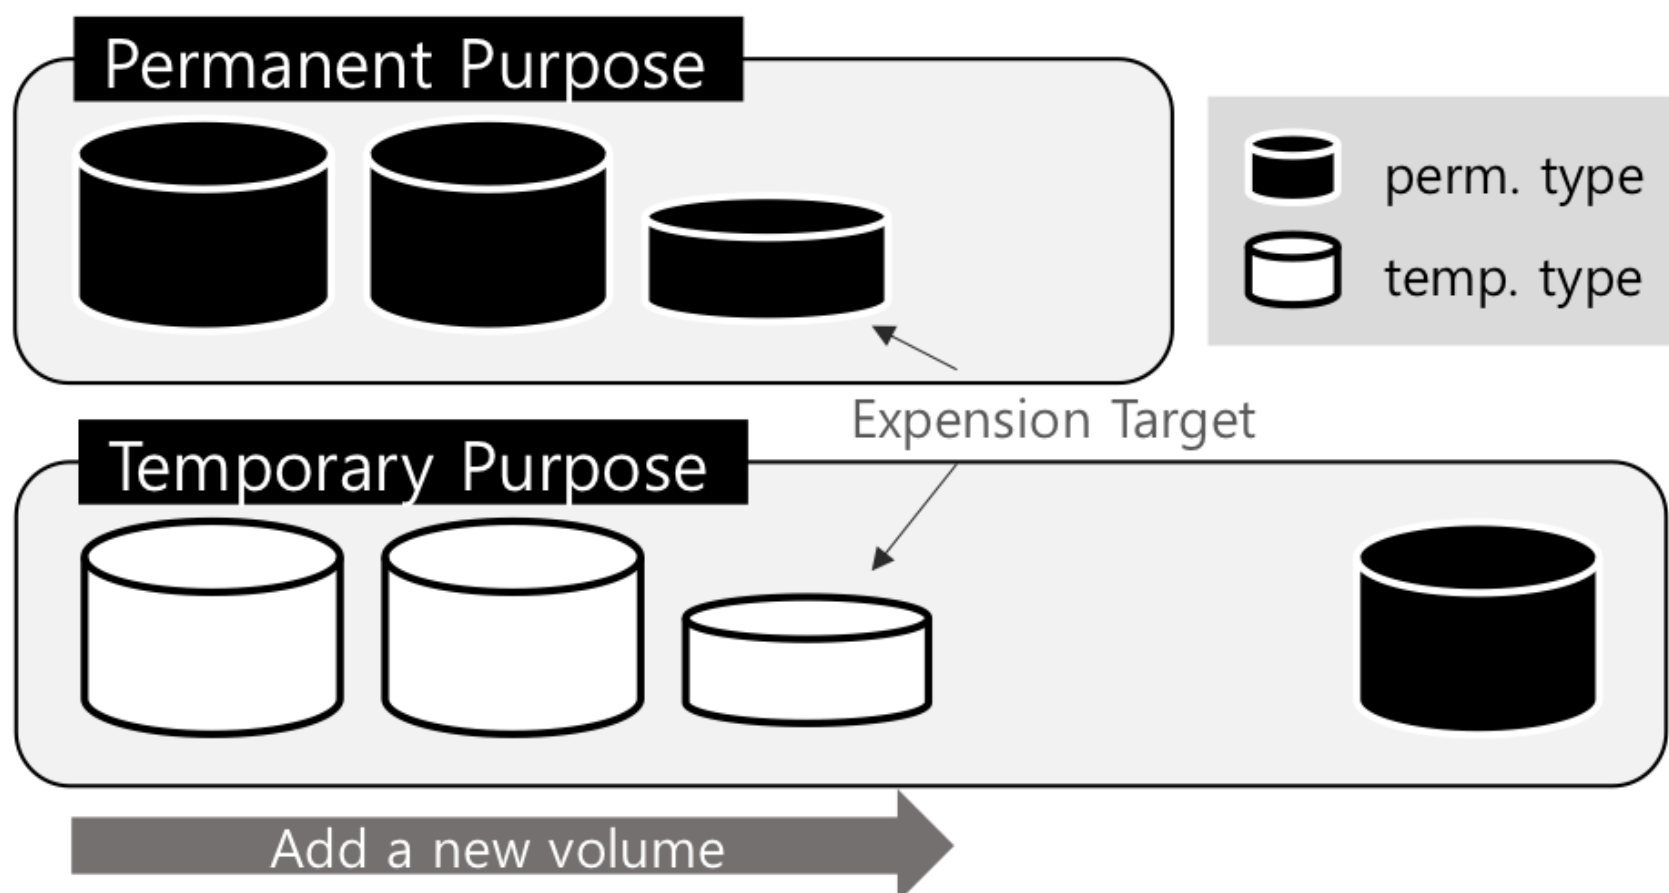 Permanent Purpose
perm. type
temp. type
Expension Target
Temporary Purpose
Add a new volume